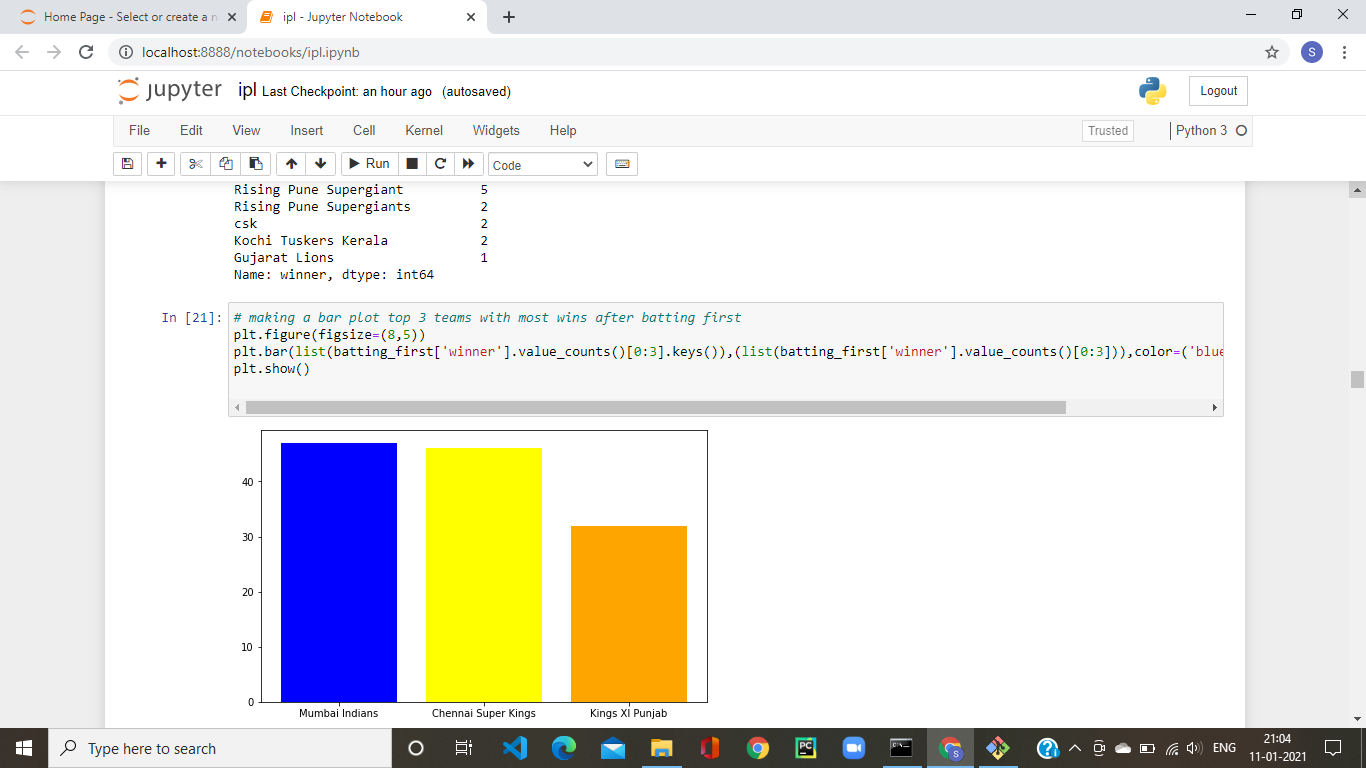 Home Page - Select or create a n
ipl - Jupyter Notebook
localhost:8888/notebooks/ipl.ipynb
S
jupyter ipl Last Checkpoint: an hour ago (autosaved)
Logout
File Edit View Insert Cell Kernel Widgets Help
Trusted
Python 3
Run
Code
Rising Pune Supergiant 5
Rising Pune Supergiants 2
csk 2
Kochi Tuskers Kerala 2
Gujarat Lions 1
Name: winner, dtype: int64
In [21]:
# making a bar plot top 3 teams with most wins after batting first
plt.figure(figsize=(8,5))
plt.bar(list(batting_first['winner'].value_counts()[0:3].keys()),(list(batting_first['winner'].value_counts()[0:3])),color=('blue
plt.show()
40
30
20
10
0
Mumbai Indians
Chennai Super Kings
Kings XI Punjab
Type here to search
PC
S
ENG
21:04
11-01-2021